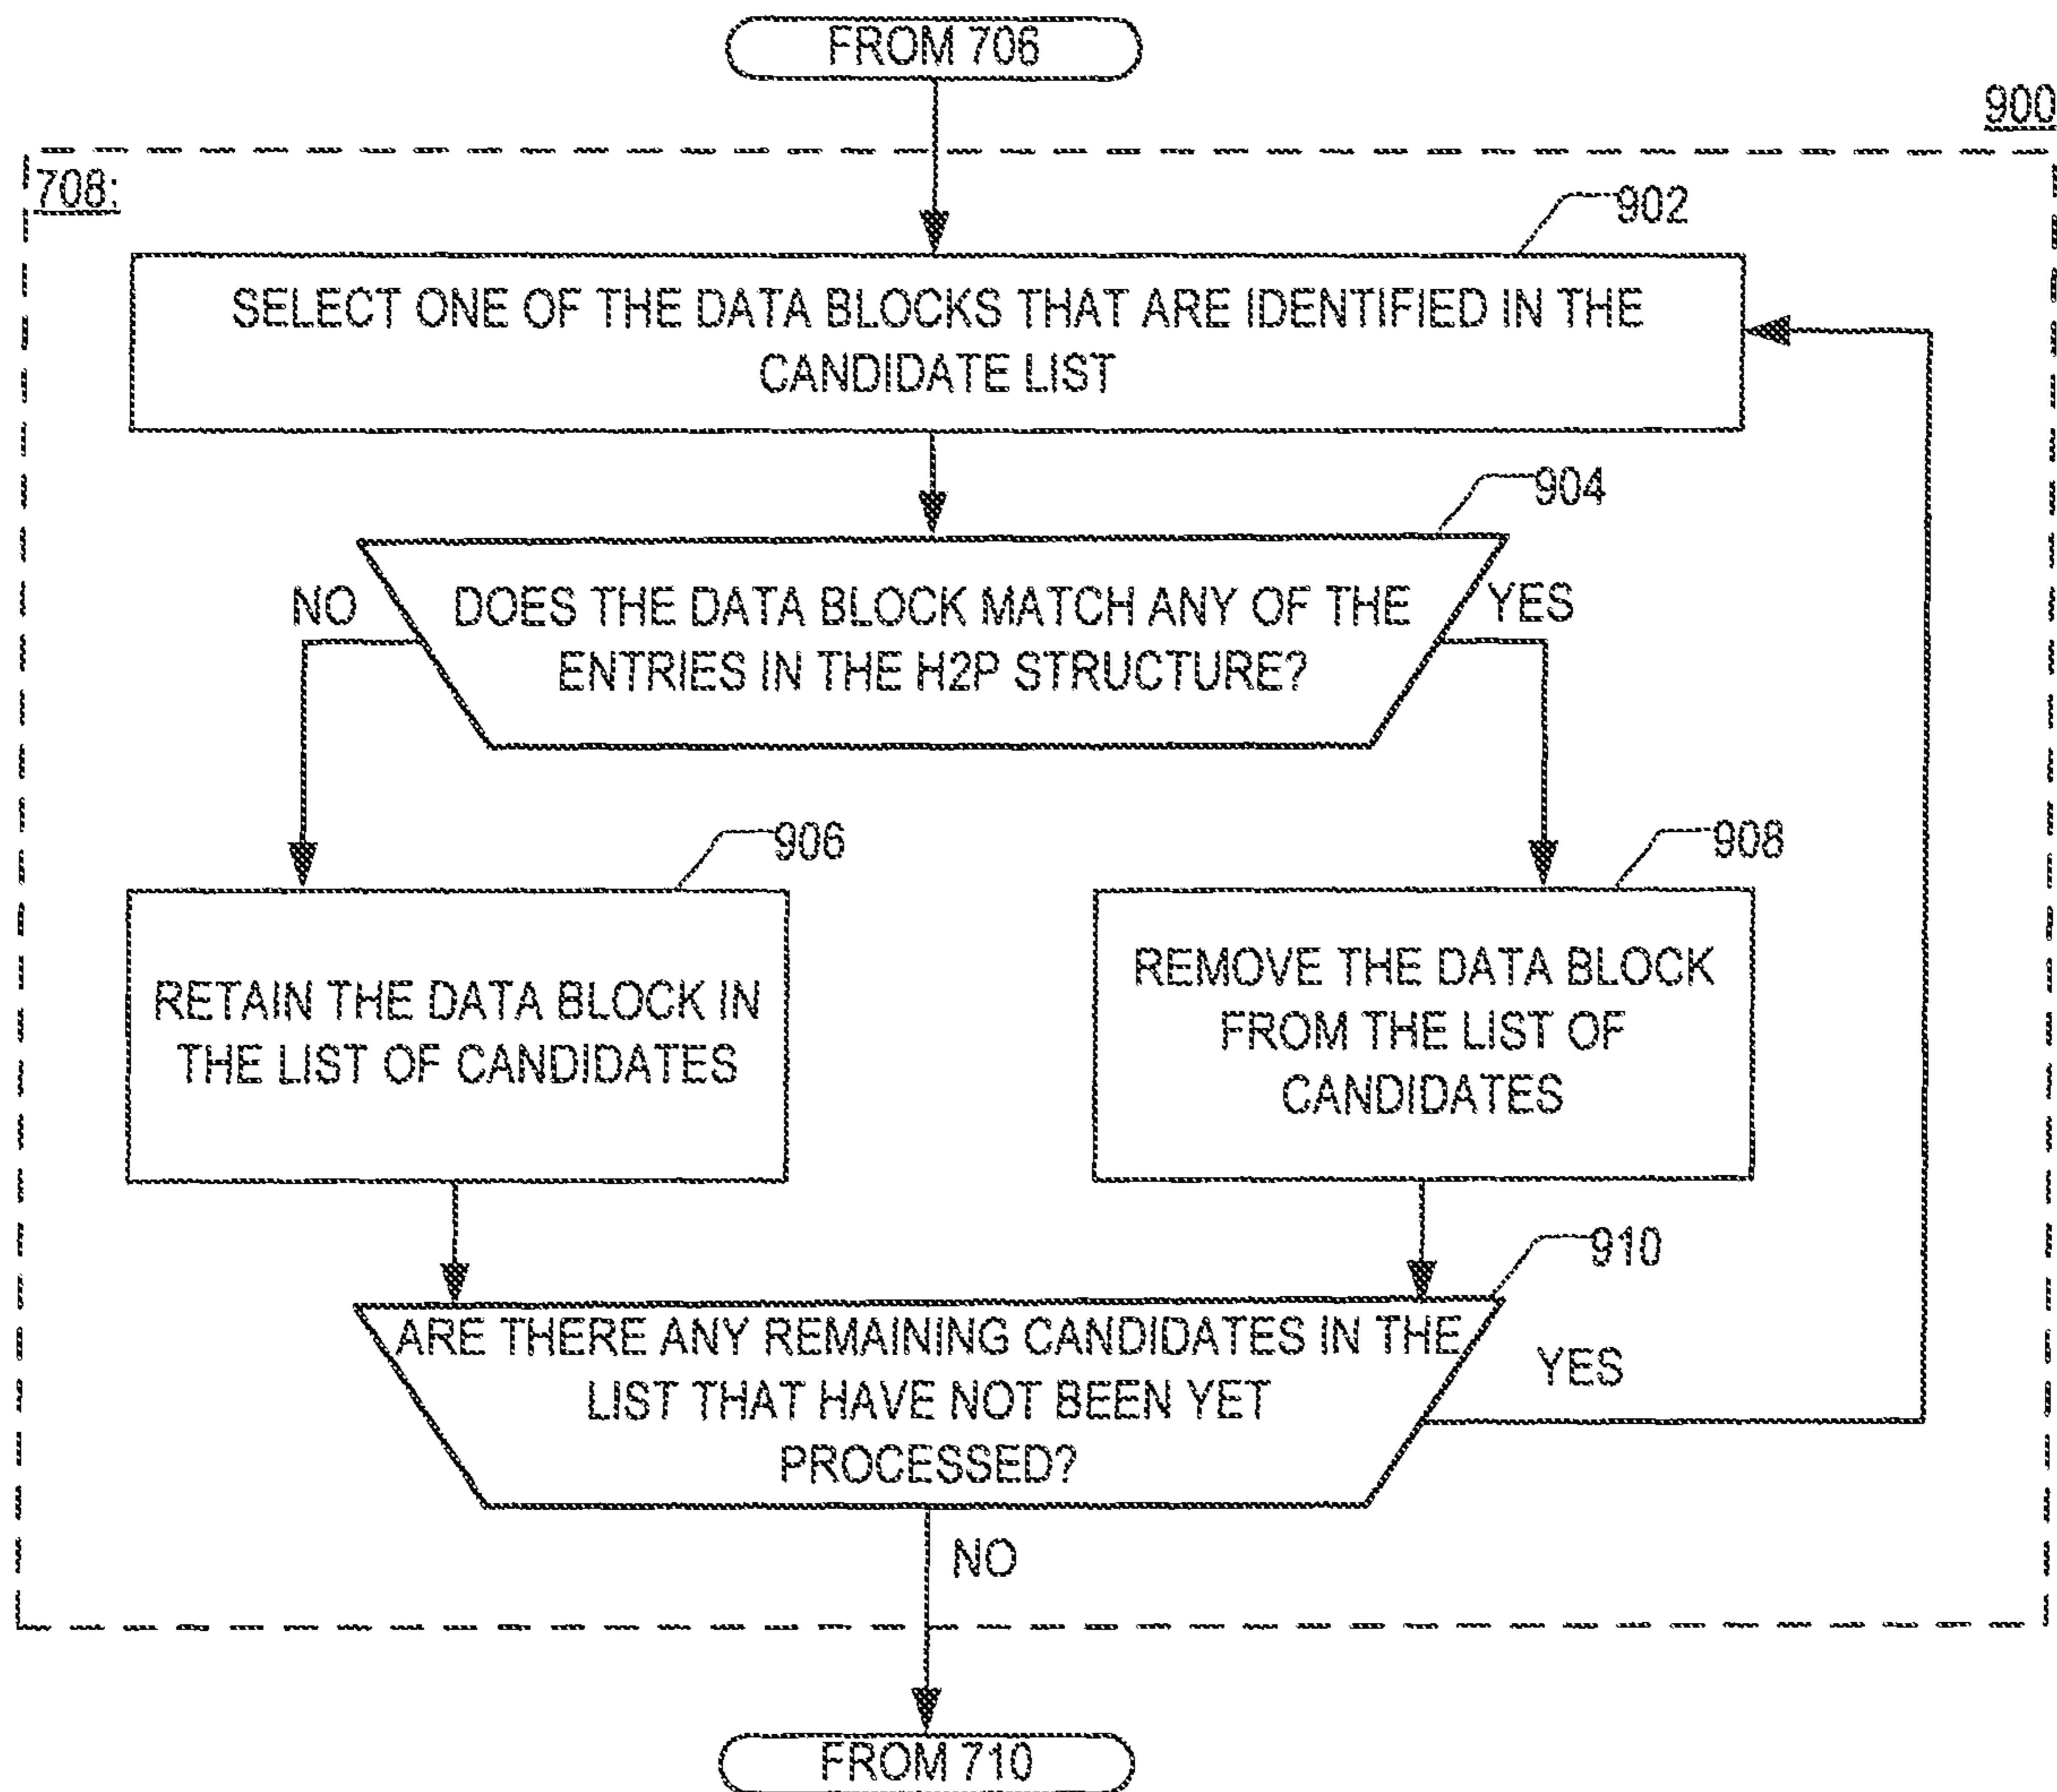 FROM 706
900
708:
902
SELECT ONE OF THE DATA BLOCKS THAT ARE IDENTIFIED IN THE
CANDIDATE LIST
904
NO
DOES THE DATA BLOCK MATCH ANY OF THE
ENTRIES IN THE H2P STRUCTURE?
YES
906
908
RETAIN THE DATA BLOCK IN
THE LIST OF CANDIDATES
REMOVE THE DATA BLOCK
FROM THE LIST OF
CANDIDATES
910
ARE THERE ANY REMAINING CANDIDATES IN THE
LIST THAT HAVE NOT BEEN YET
PROCESSED?
YES
NO
FROM 710